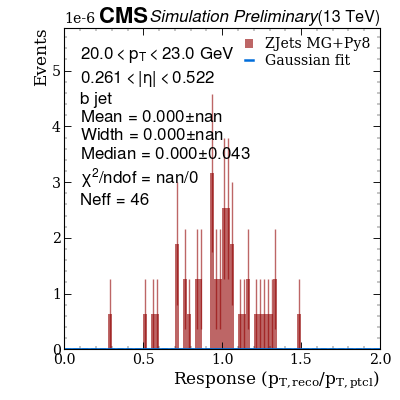 1e-6 CMS Simulation Preliminary (13 TeV)
Events
20.0 < pT < 23.0 GeV
0.261 < |η| < 0.522
b jet
Mean = 0.000±nan
Width = 0.000±nan
Median = 0.000±0.043
χ²/ndof = nan/0
Neff = 46
ZJets MG+Py8
Gaussian fit
5
4
3
2
1
0
0.0 0.5 1.0 1.5 2.0
Response (pT,reco/pT,ptcl)